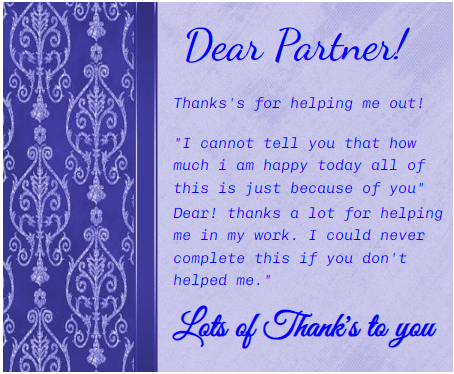 Dear Partner!
Thanks's for helping me out!
"I cannot tell you that how
much i am happy today all of
this is just because of you"
Dear! thanks a lot for helping
me in my work. I could never
complete this if you don't
helped me."
Lots of Thank's to you